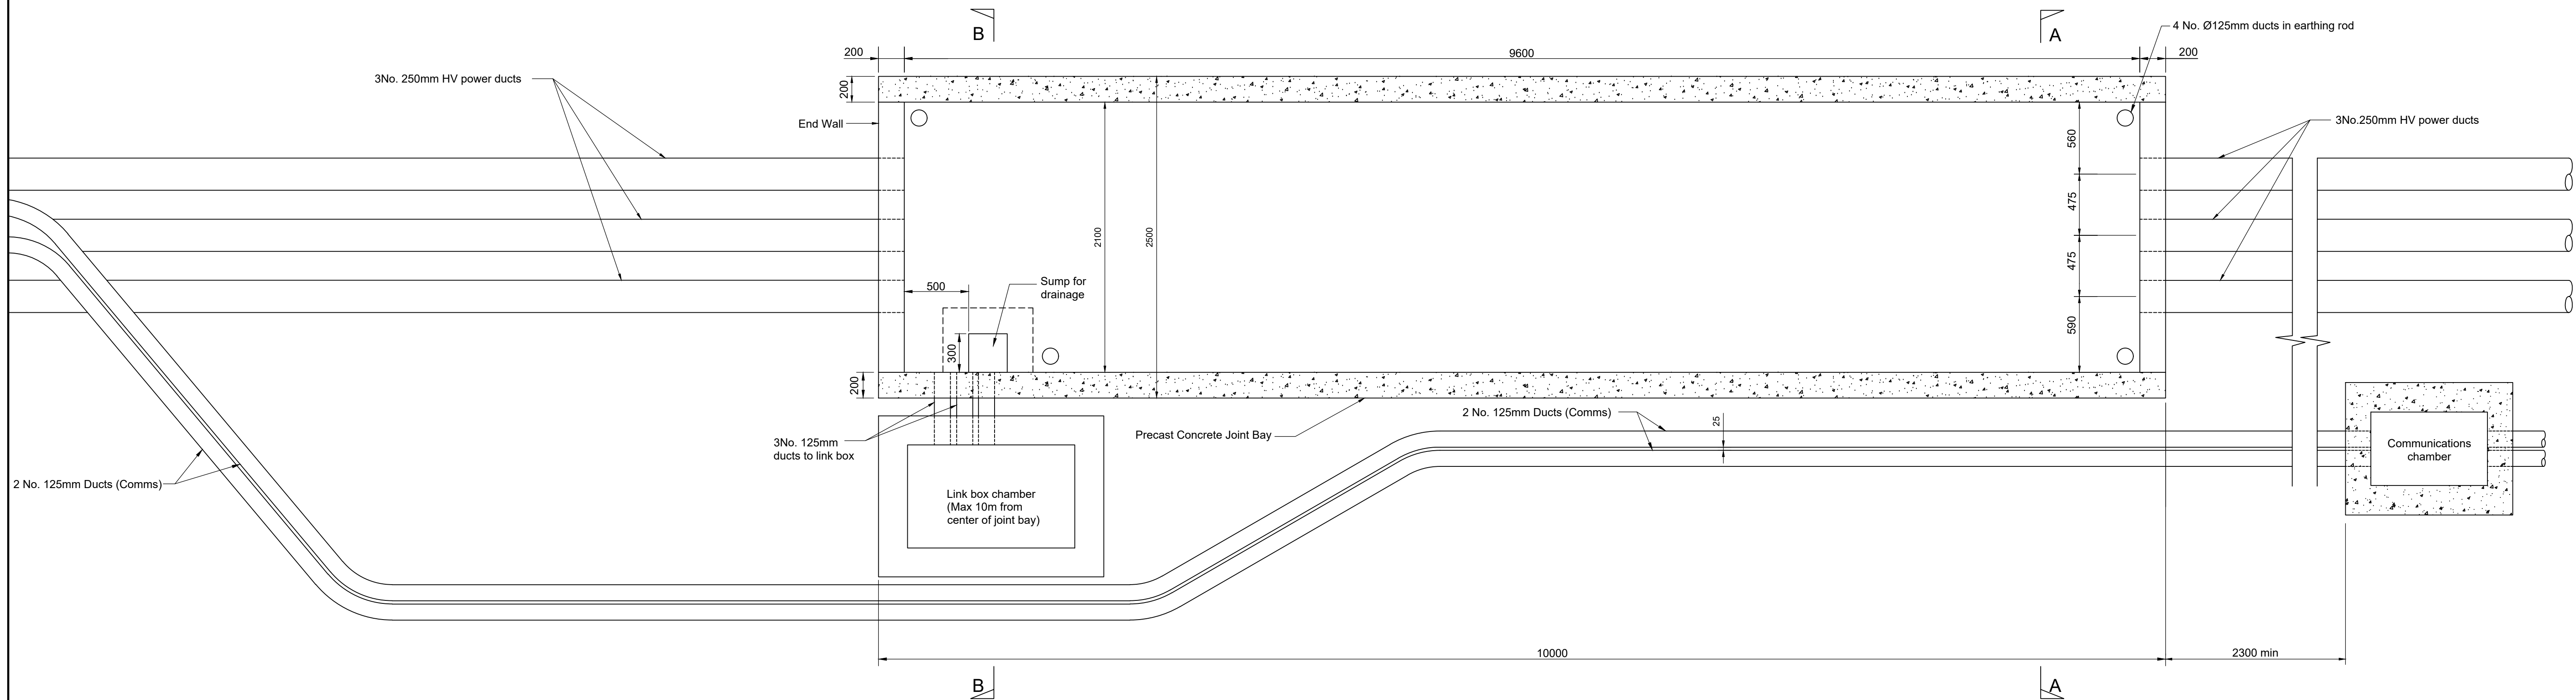 B
A
4 No. Ø125mm ducts in earthing rod
200
9600
200
3No. 250mm HV power ducts
200
End Wall
560
3No.250mm HV power ducts
475
2100
2500
475
500
Sump for
drainage
590
300
200
2 No. 125mm Ducts (Comms)
25
3No. 125mm
ducts to link box
Precast Concrete Joint Bay
Communications
chamber
2 No. 125mm Ducts (Comms)
Link box chamber
(Max 10m from
center of joint bay)
10000
2300 min
B
A